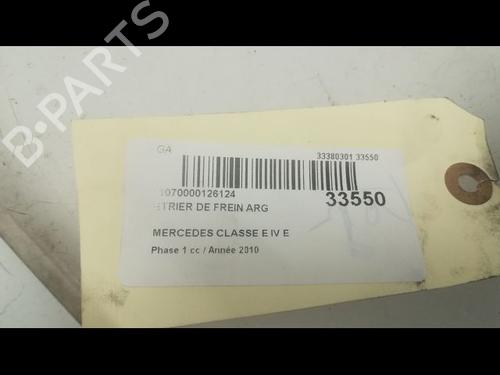 B-PARTS
GA
33380301 33550
1070000126124
33550
ETRIER DE FREIN ARG
MERCEDES CLASSE E IV E
Phase 1 cc / Année 2010